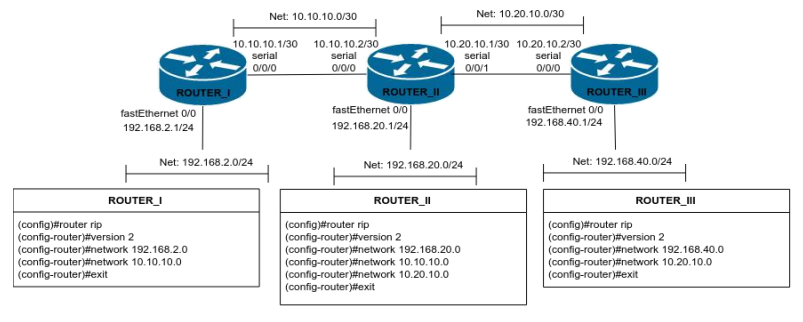 Net: 10.10.10.0/30
Net: 10.20.10.0/30
10.10.10.1/30
serial
0/0/0
10.10.10.2/30
serial
0/0/0
10.20.10.1/30
serial
0/0/1
10.20.10.2/30
serial
0/0/0
ROUTER_I
ROUTER_II
ROUTER_III
fastEthernet 0/0
192.168.2.1/24
fastEthernet 0/0
192.168.20.1/24
fastEthernet 0/0
192.168.40.1/24
Net: 192.168.2.0/24
Net: 192.168.20.0/24
Net: 192.168.40.0/24
ROUTER_I
(config)#router rip
(config-router)#version 2
(config-router)#network 192.168.2.0
(config-router)#network 10.10.10.0
(config-router)#exit
ROUTER_II
(config)#router rip
(config-router)#version 2
(config-router)#network 192.168.20.0
(config-router)#network 10.10.10.0
(config-router)#network 10.20.10.0
(config-router)#exit
ROUTER_III
(config)#router rip
(config-router)#version 2
(config-router)#network 192.168.40.0
(config-router)#network 10.20.10.0
(config-router)#exit